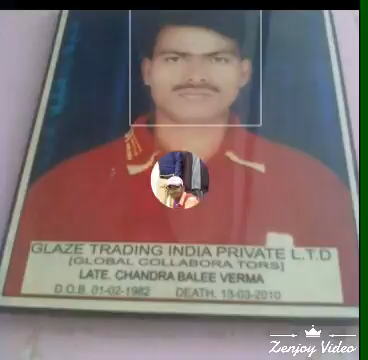 GLAZE TRADING INDIA PRIVATE L.T.D
[GLOBAL COLLABORA TORS]
LATE. CHANDRA BALEE VERMA
D.O.B. 01-02-1982 DEATH. 13-03-2010
Zenjoy Video